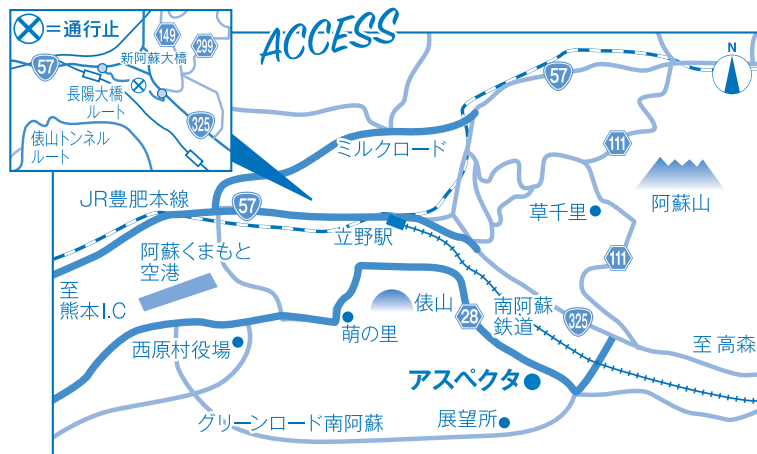 ACCESS
=通行止
149
299
57
新阿蘇大橋
長陽大橋
ルート
325
俵山トンネル
ルート
N
57
ミルクロード
111
阿蘇山
JR豊肥本線
57
草千里
立野駅
阿蘇くまもと
空港
111
至
熊本I.C
俵山
28
南阿蘇
鉄道
325
萌の里
西原村役場
至 高森
アスペクタ
グリーンロード南阿蘇
展望所